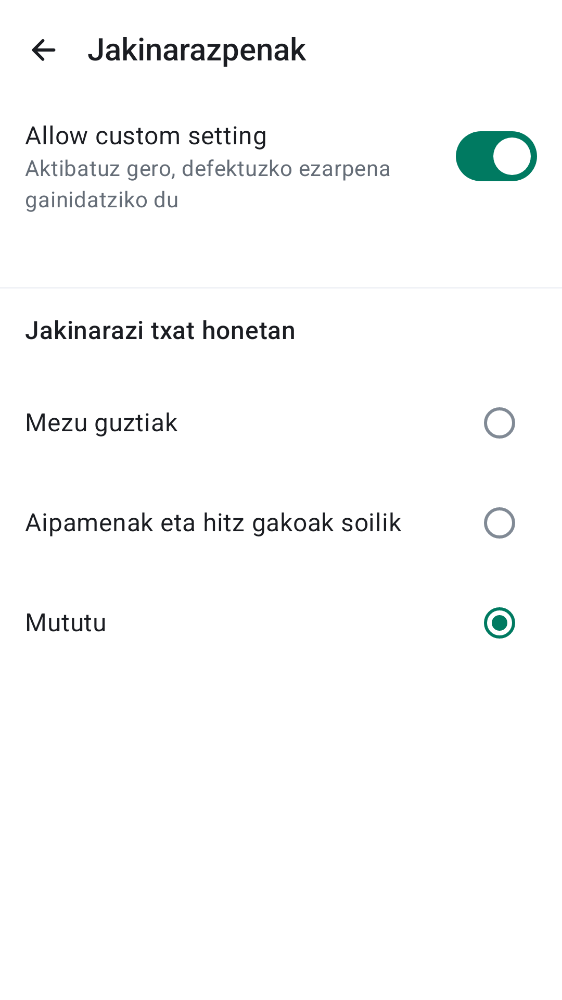 Jakinarazpenak
Allow custom setting
Aktibatuz gero, defektuzko ezarpena
gainidatziko du
Jakinarazi txat honetan
Mezu guztiak
Aipamenak eta hitz gakoak soilik
Mututu